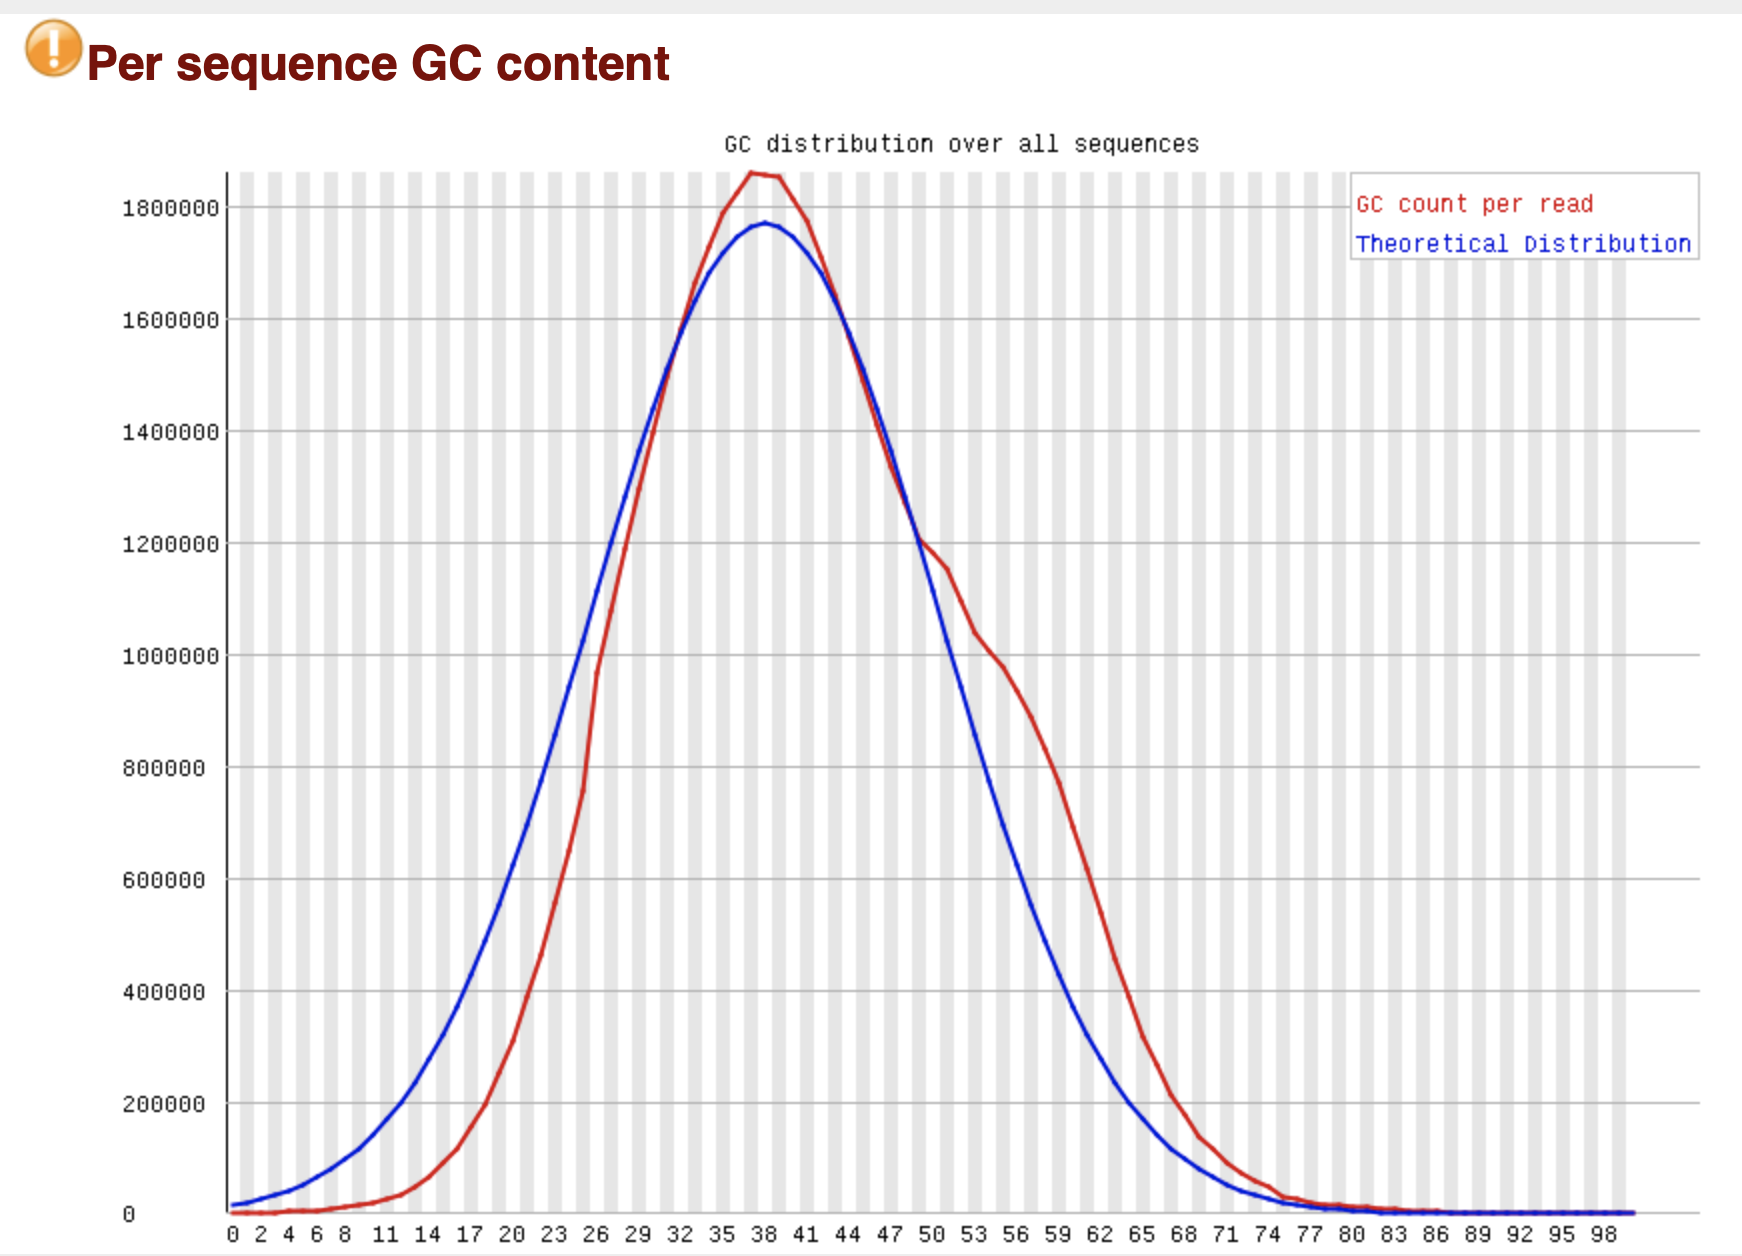 Per sequence GC content
GC distribution over all sequences
GC count per read
Theoretical Distribution
1800000
1600000
1400000
1200000
1000000
800000
600000
400000
200000
0
0 2 4 6 8 11 14 17 20 23 26 29 32 35 38 41 44 47 50 53 56 59 62 65 68 71 74 77 80 83 86 89 92 95 98